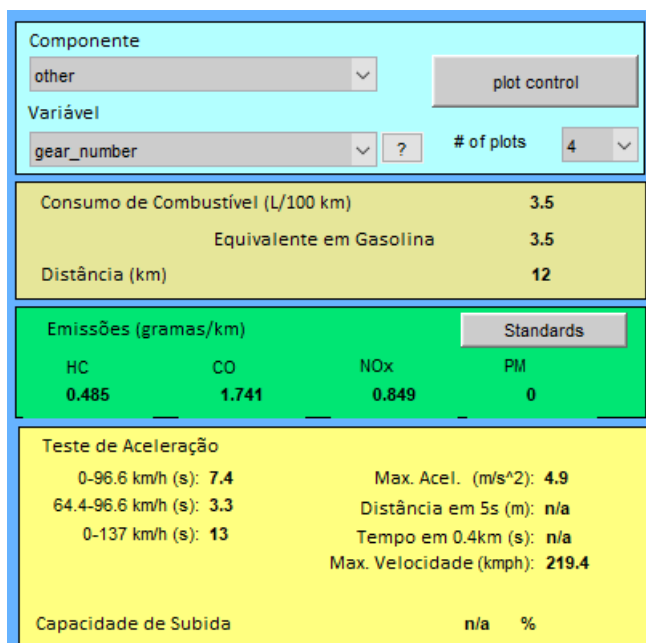 Componente
other
plot control
Variável
gear_number ? # of plots 4
Consumo de Combustível (L/100 km) 3.5
Equivalente em Gasolina 3.5
Distância (km) 12
Emissões (gramas/km) Standards
HC CO NOx PM
0.485 1.741 0.849 0
Teste de Aceleração
0-96.6 km/h (s): 7.4 Max. Acel. (m/s^2): 4.9
64.4-96.6 km/h (s): 3.3 Distância em 5s (m): n/a
0-137 km/h (s): 13 Tempo em 0.4km (s): n/a
Max. Velocidade (kmph): 219.4
Capacidade de Subida n/a %